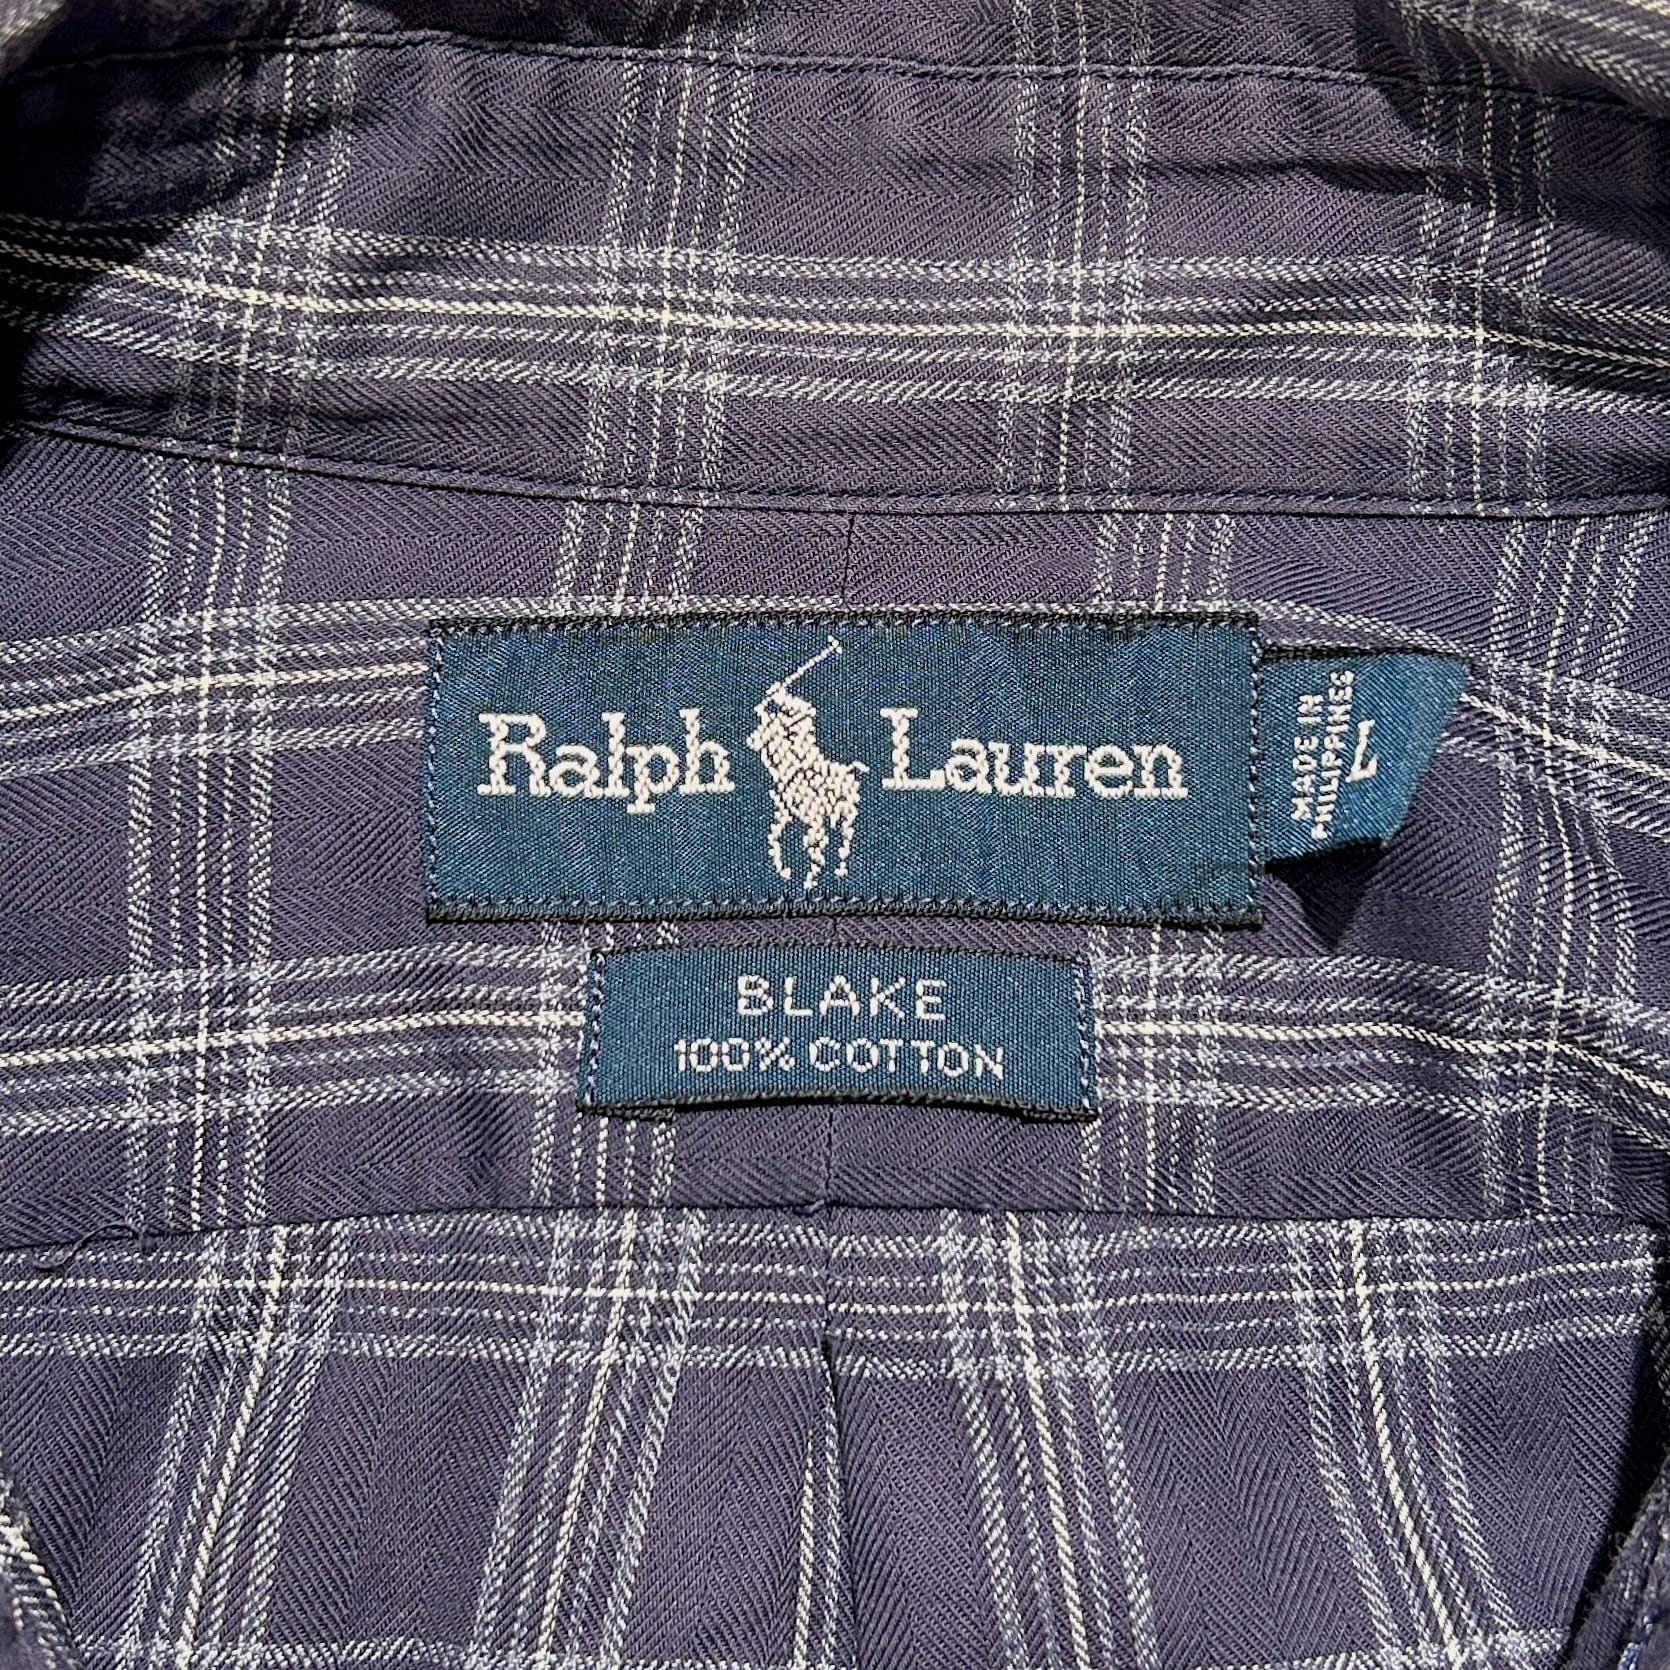 Ralph Lauren
MADE IN
PHILIPPINES
L
BLAKE
100% COTTON